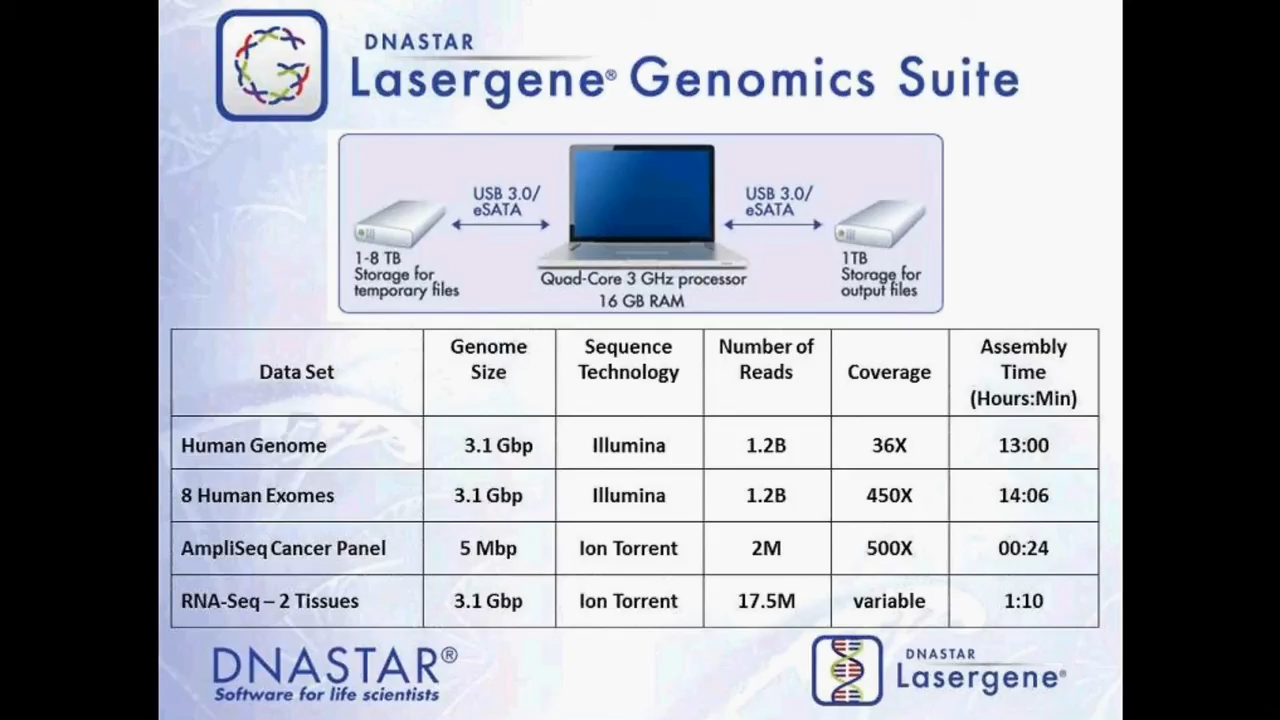 DNASTAR
Lasergene® Genomics Suite
USB 3.0/
eSATA
USB 3.0/
eSATA
1-8 TB
Storage for
temporary files
Quad-Core 3 GHz processor
16 GB RAM
1TB
Storage for
output files
Data Set
Genome
Size
Sequence
Technology
Number of
Reads
Coverage
Assembly
Time
(Hours:Min)
Human Genome 3.1 Gbp Illumina 1.2B 36X 13:00
8 Human Exomes 3.1 Gbp Illumina 1.2B 450X 14:06
AmpliSeq Cancer Panel 5 Mbp Ion Torrent 2M 500X 00:24
RNA-Seq – 2 Tissues 3.1 Gbp Ion Torrent 17.5M variable 1:10
DNASTAR®
Software for life scientists
DNASTAR
Lasergene®